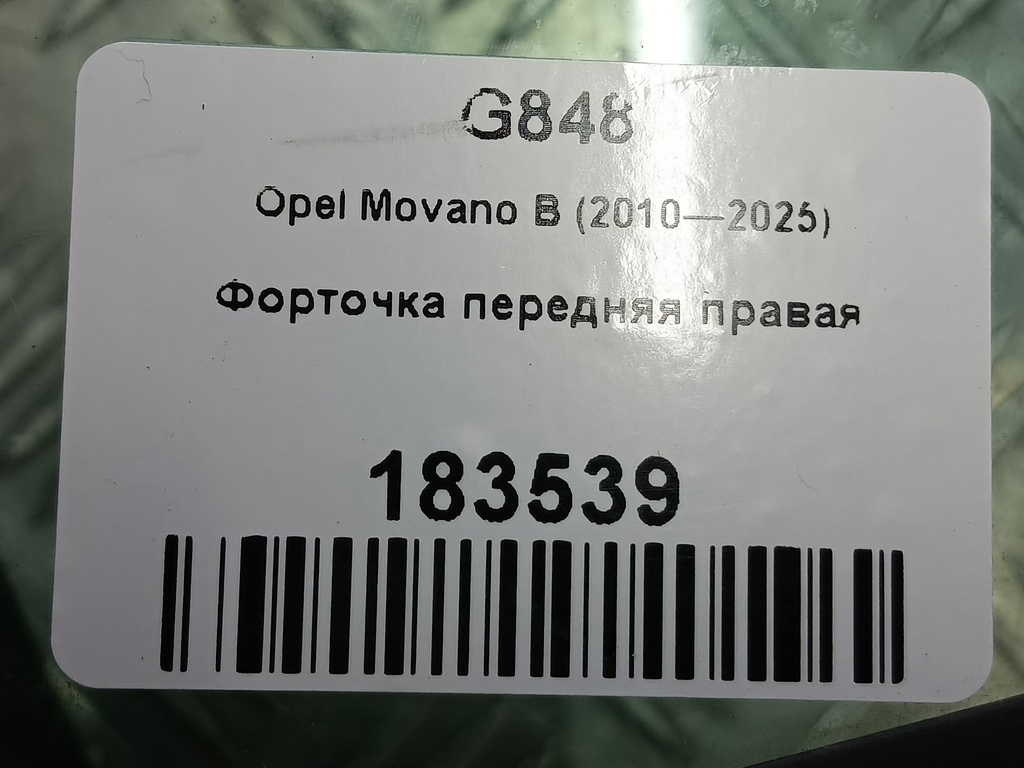 G848
Opel Movano B (2010—2025)
Форточка передняя правая
183539